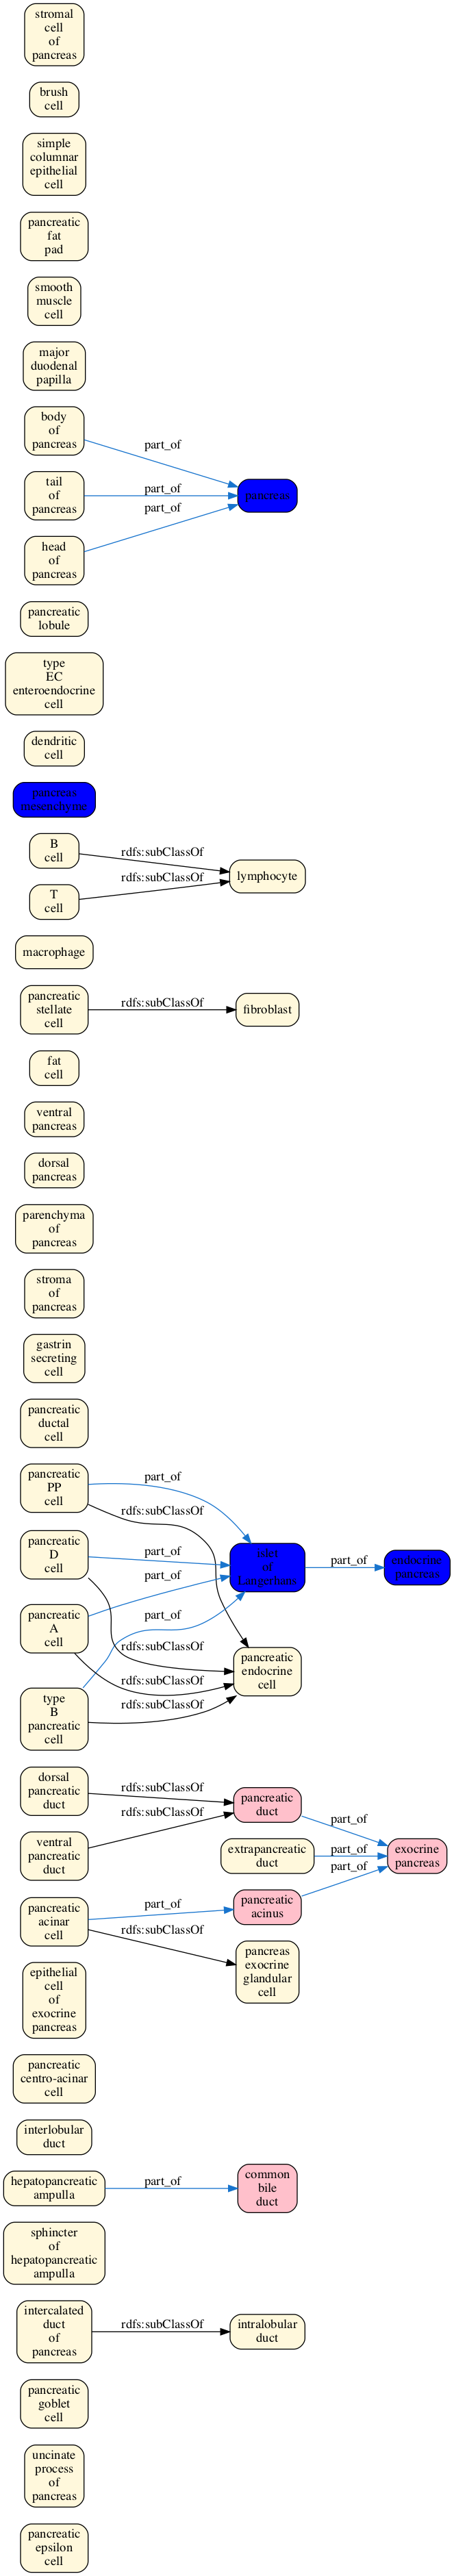 stromal
cell
of
pancreas
brush
cell
simple
columnar
epithelial
cell
pancreatic
fat
pad
smooth
muscle
cell
major
duodenal
papilla
body
of
pancreas
part_of
tail
of
pancreas
part_of
pancreas
part_of
head
of
pancreas
pancreatic
lobule
type
EC
enteroendocrine
cell
dendritic
cell
pancreas
mesenchyme
B
cell
rdfs:subClassOf
lymphocyte
rdfs:subClassOf
T
cell
macrophage
pancreatic
stellate
cell
rdfs:subClassOf
fibroblast
fat
cell
ventral
pancreas
dorsal
pancreas
parenchyma
of
pancreas
stroma
of
pancreas
gastrin
secreting
cell
pancreatic
ductal
cell
pancreatic
PP
cell
part_of
rdfs:subClassOf
pancreatic
D
cell
part_of
part_of
islet
of
Langerhans
part_of
endocrine
pancreas
pancreatic
A
cell
part_of
rdfs:subClassOf
rdfs:subClassOf
rdfs:subClassOf
pancreatic
endocrine
cell
type
B
pancreatic
cell
dorsal
pancreatic
duct
rdfs:subClassOf
rdfs:subClassOf
pancreatic
duct
part_of
ventral
pancreatic
duct
extrapancreatic
duct
part_of
part_of
exocrine
pancreas
pancreatic
acinar
cell
part_of
rdfs:subClassOf
pancreatic
acinus
pancreas
exocrine
glandular
cell
epithelial
cell
of
exocrine
pancreas
pancreatic
centro-acinar
cell
interlobular
duct
hepatopancreatic
ampulla
part_of
common
bile
duct
sphincter
of
hepatopancreatic
ampulla
intercalated
duct
of
pancreas
rdfs:subClassOf
intralobular
duct
pancreatic
goblet
cell
uncinate
process
of
pancreas
pancreatic
epsilon
cell